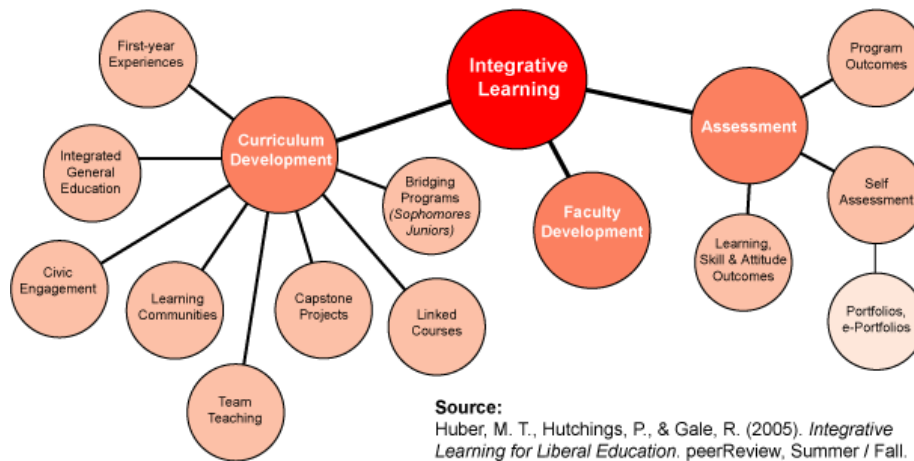 Integrative
Learning
Curriculum
Development
First-year
Experiences
Integrated
General
Education
Civic
Engagement
Learning
Communities
Team
Teaching
Capstone
Projects
Linked
Courses
Bridging
Programs
(Sophomores
Juniors)
Faculty
Development
Assessment
Program
Outcomes
Self
Assessment
Learning,
Skill & Attitude
Outcomes
Portfolios,
e-Portfolios
Source:
Huber, M. T., Hutchings, P., & Gale, R. (2005). Integrative
Learning for Liberal Education. peerReview, Summer / Fall.